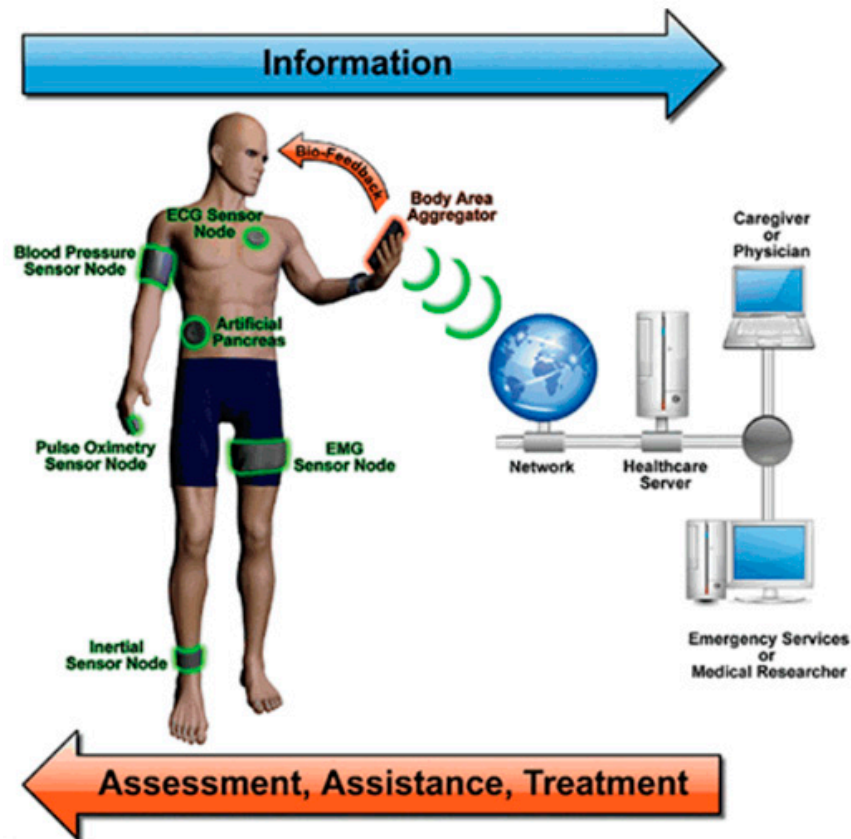 Information
Bio-Feedback
Body Area
Aggregator
ECG Sensor
Node
Blood Pressure
Sensor Node
Artificial
Pancreas
Pulse Oximetry
Sensor Node
EMG
Sensor Node
Inertial
Sensor Node
Caregiver
or
Physician
Network
Healthcare
Server
Emergency Services
or
Medical Researcher
Assessment, Assistance, Treatment